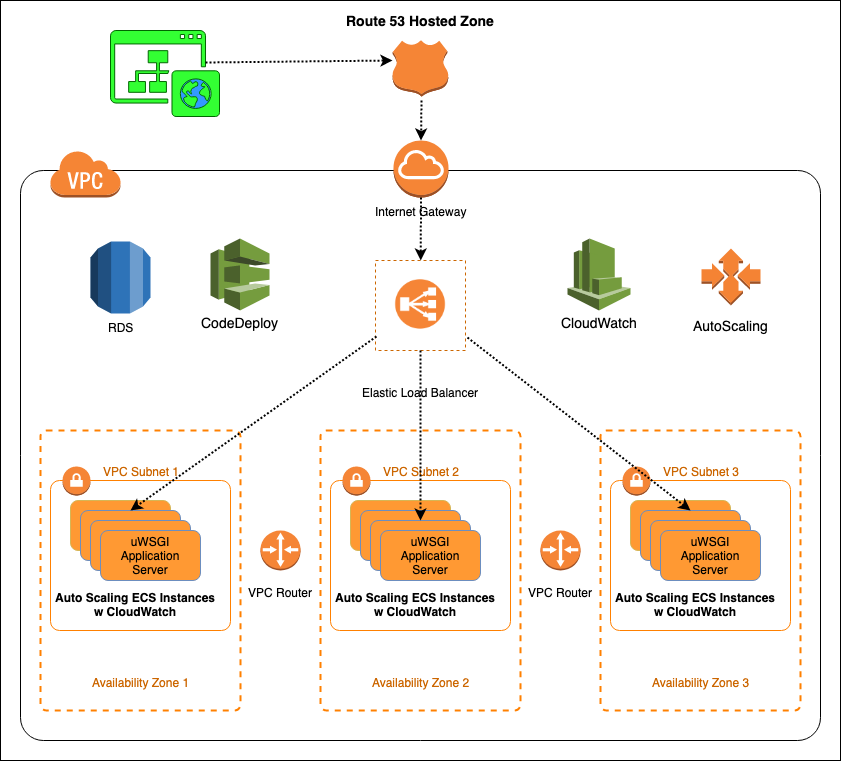 Route 53 Hosted Zone
VPC
Internet Gateway
RDS
CodeDeploy
CloudWatch
AutoScaling
Elastic Load Balancer
VPC Subnet 1
uWSGI
Application
Server
Auto Scaling ECS Instances
w CloudWatch
Availability Zone 1
VPC Router
VPC Subnet 2
uWSGI
Application
Server
Auto Scaling ECS Instances
w CloudWatch
Availability Zone 2
VPC Router
VPC Subnet 3
uWSGI
Application
Server
Auto Scaling ECS Instances
w CloudWatch
Availability Zone 3